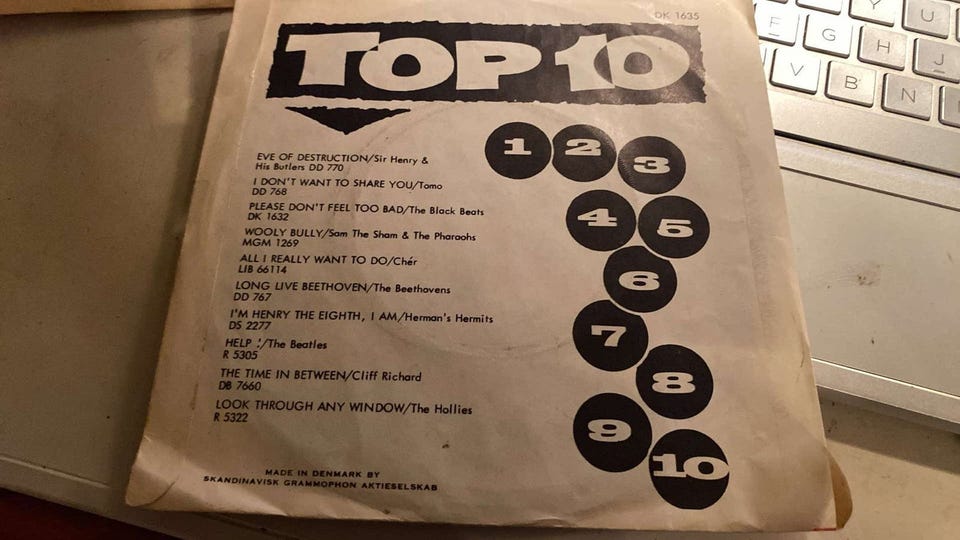 DK 1635
TOP 10
1
2
3
4
5
6
7
8
9
10
EVE OF DESTRUCTION/Sir Henry &
His Butlers DD 770
I DON'T WANT TO SHARE YOU/Tomo
DD 768
PLEASE DON'T FEEL TOO BAD/The Black Beats
DK 1632
WOOLY BULLY/Sam The Sham & The Pharaohs
MGM 1269
ALL I REALLY WANT TO DO/Chér
LIB 66114
LONG LIVE BEETHOVEN/The Beethovens
DD 767
I'M HENRY THE EIGHTH, I AM/Herman's Hermits
DS 2277
HELP !/The Beatles
R 5305
THE TIME IN BETWEEN/Cliff Richard
DB 7660
LOOK THROUGH ANY WINDOW/The Hollies
R 5322
MADE IN DENMARK BY
SKANDINAVISK GRAMMOPHON AKTIESELSKAB
Y
U
F
G
H
J
V
B
N